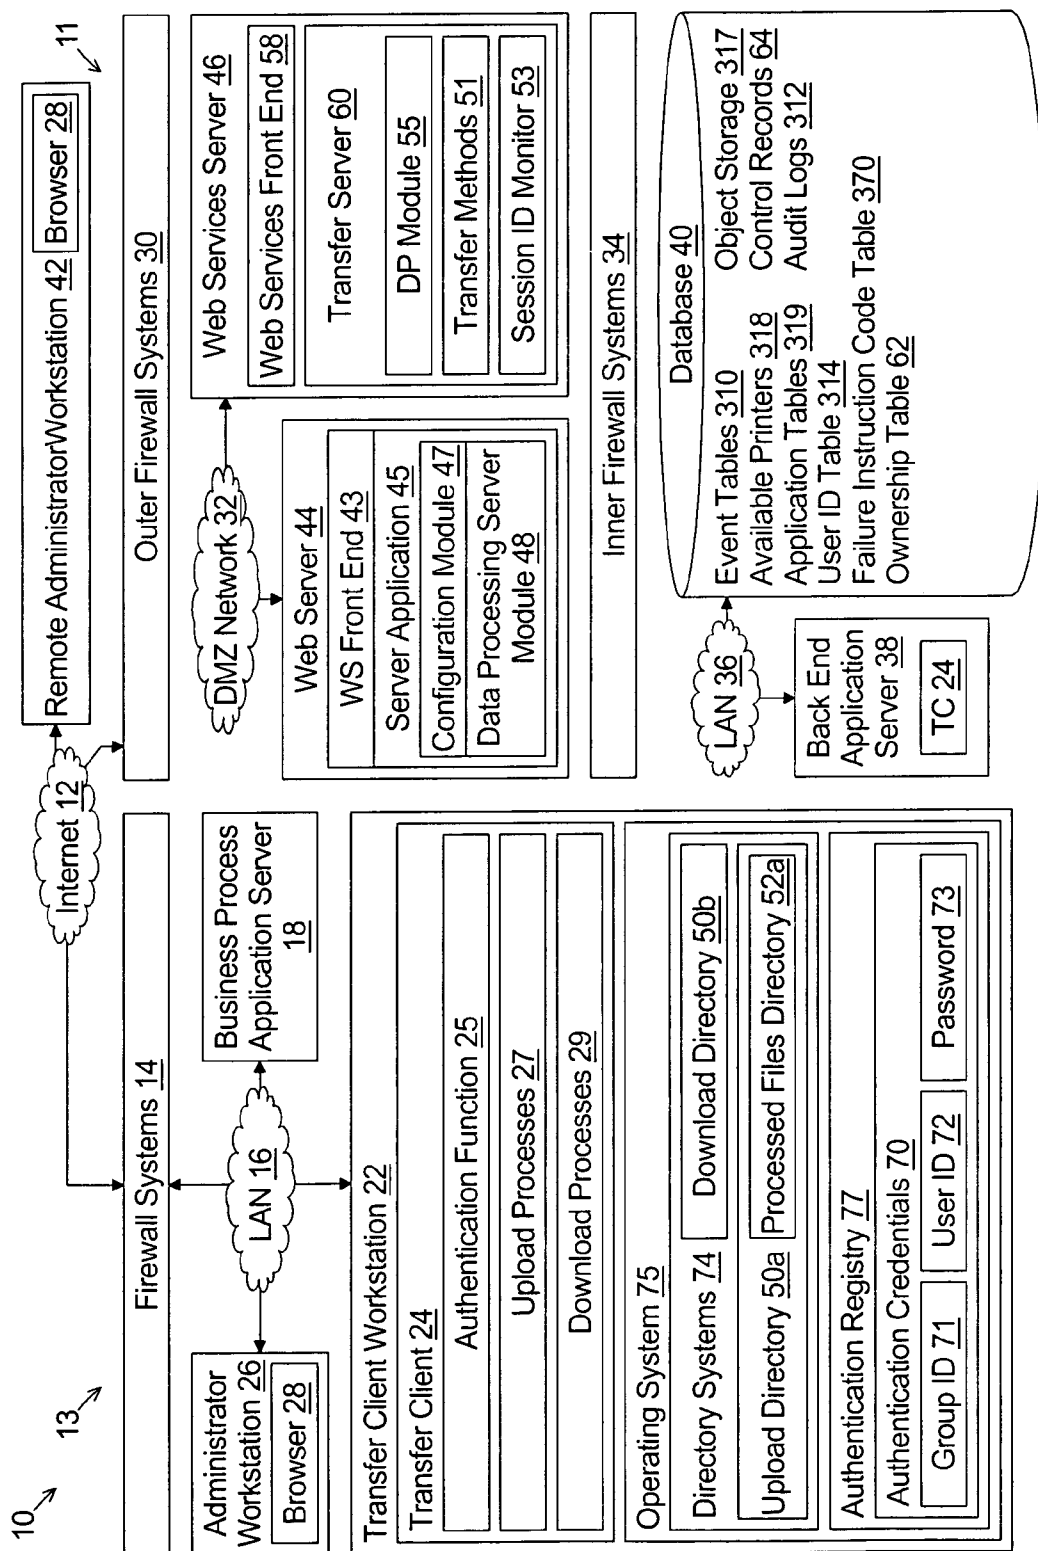 10
13
11
Internet 12
Remote AdministratorWorkstation 42
Browser 28
Firewall Systems 14
Outer Firewall Systems 30
Administrator
Workstation 26
Browser 28
LAN 16
Business Process
Application Server
18
Transfer Client Workstation 22
Transfer Client 24
Authentication Function 25
Upload Processes 27
Download Processes 29
Operating System 75
Directory Systems 74
Download Directory 50b
Upload Directory 50a
Processed Files Directory 52a
Authentication Registry 77
Authentication Credentials 70
Group ID 71
User ID 72
Password 73
DMZ Network 32
Web Server 44
WS Front End 43
Server Application 45
Configuration Module 47
Data Processing Server
Module 48
Web Services Server 46
Web Services Front End 58
Transfer Server 60
DP Module 55
Transfer Methods 51
Session ID Monitor 53
Inner Firewall Systems 34
LAN 36
Back End
Application
Server 38
TC 24
Database 40
Event Tables 310
Available Printers 318
Application Tables 319
User ID Table 314
Failure Instruction Code Table 370
Ownership Table 62
Object Storage 317
Control Records 64
Audit Logs 312